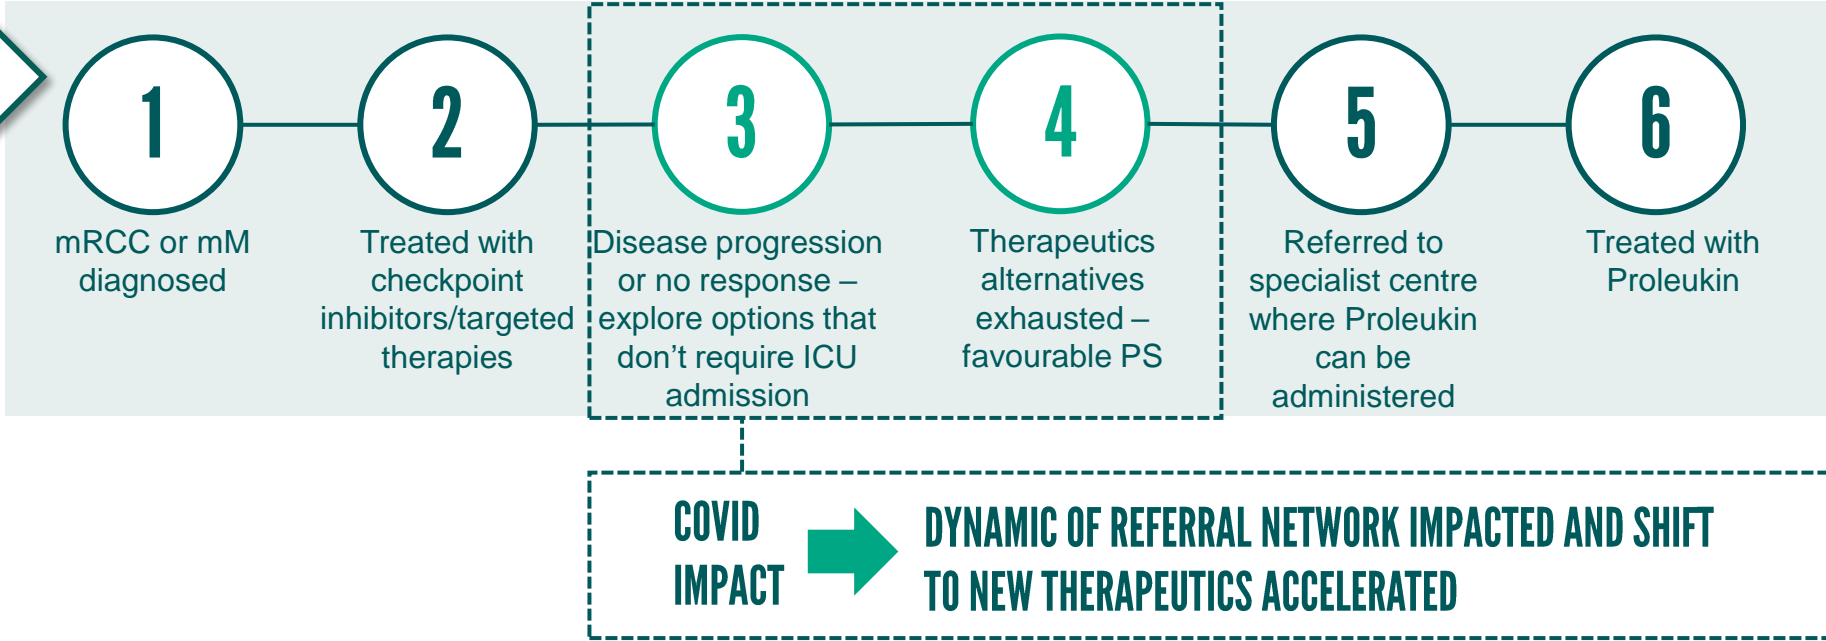 1
mRCC or mM
diagnosed
2
Treated with
checkpoint
inhibitors/targeted
therapies
3
Disease progression
or no response –
explore options that
don't require ICU
admission
4
Therapeutics
alternatives
exhausted –
favourable PS
5
Referred to
specialist centre
where Proleukin
can be
administered
6
Treated with
Proleukin
COVID
IMPACT
DYNAMIC OF REFERRAL NETWORK IMPACTED AND SHIFT
TO NEW THERAPEUTICS ACCELERATED